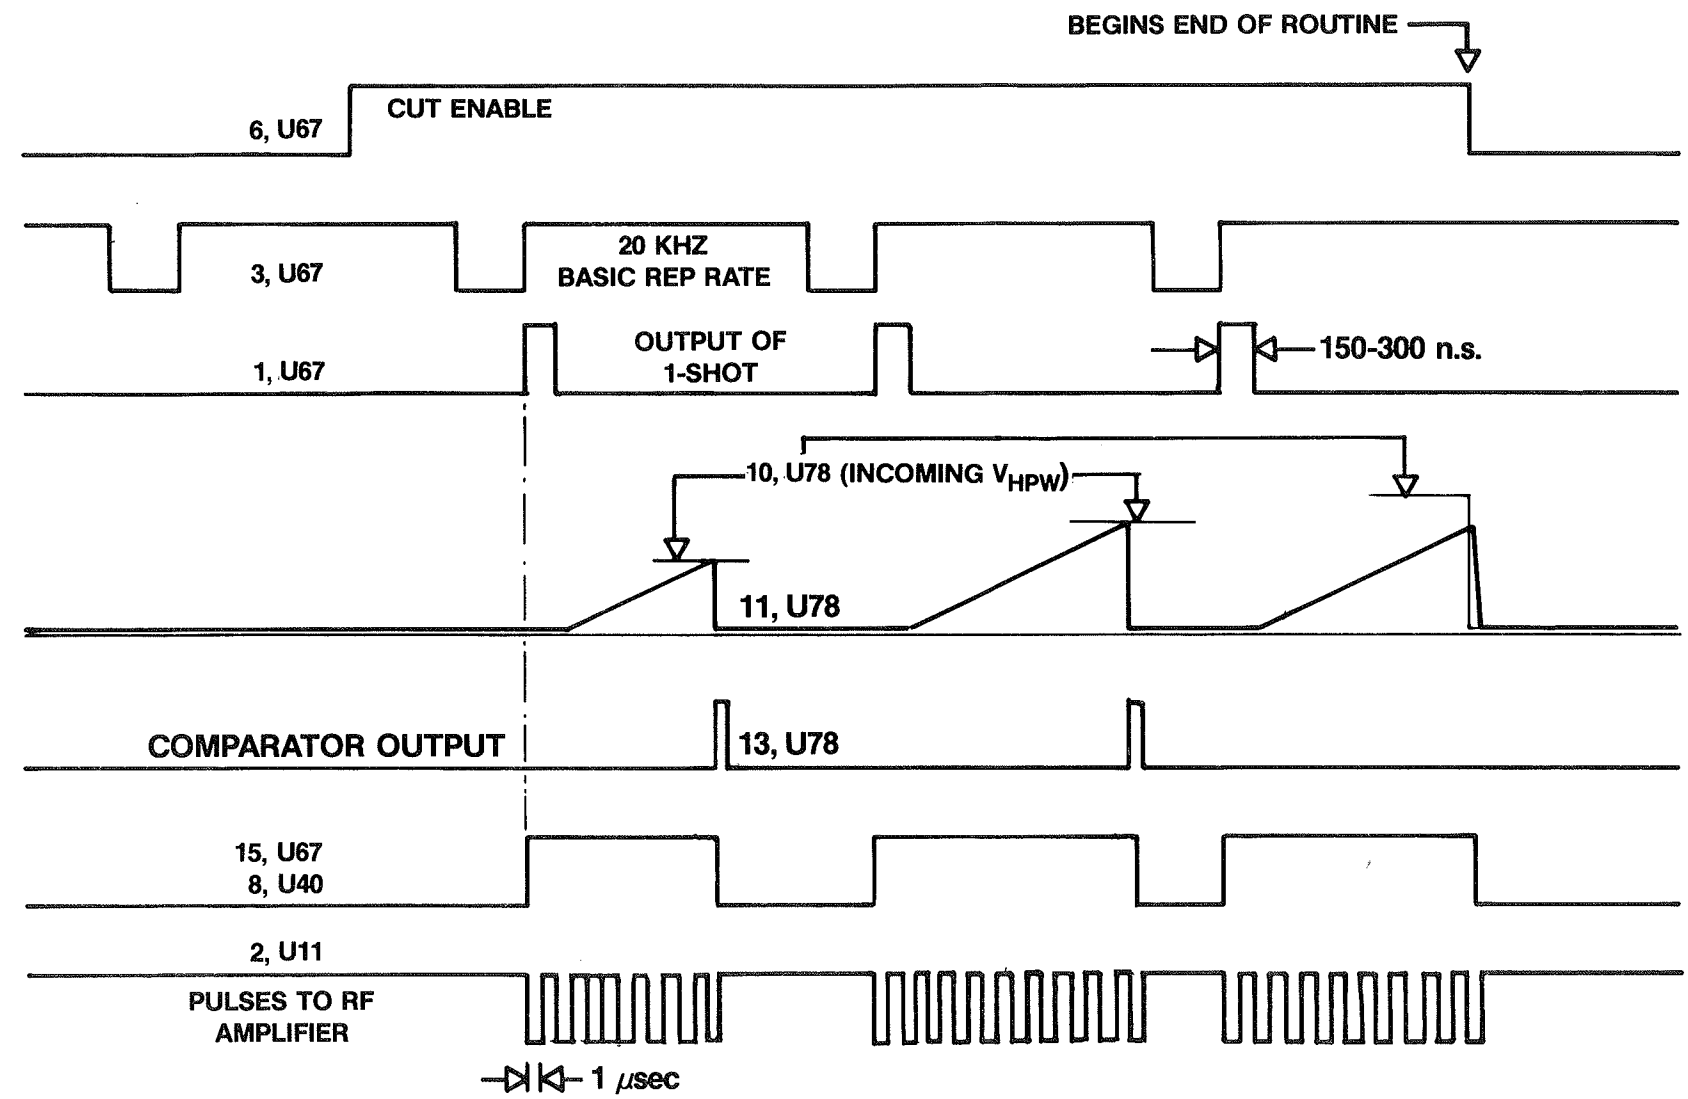 BEGINS END OF ROUTINE
CUT ENABLE
6, U67
20 KHZ
BASIC REP RATE
3, U67
OUTPUT OF
1-SHOT
150-300 n.s.
1, U67
10, U78 (INCOMING VHPW)
11, U78
COMPARATOR OUTPUT
13, U78
15, U67
8, U40
2, U11
PULSES TO RF
AMPLIFIER
1 μsec